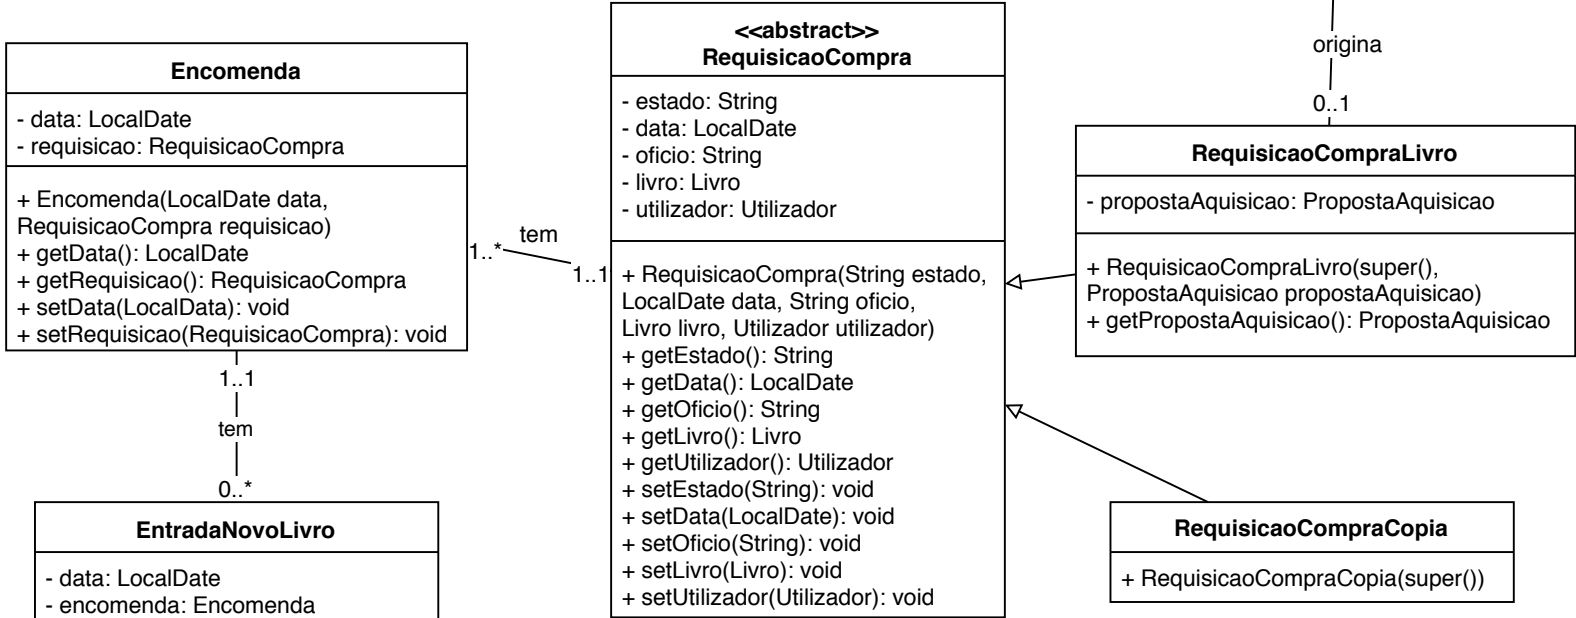 Encomenda
- data: LocalDate
- requisicao: RequisicaoCompra
+ Encomenda(LocalDate data,
RequisicaoCompra requisicao)
+ getData(): LocalDate
+ getRequisicao(): RequisicaoCompra
+ setData(LocalData): void
+ setRequisicao(RequisicaoCompra): void
1..1
tem
0..*
EntradaNovoLivro
- data: LocalDate
- encomenda: Encomenda
1..*
tem
1..1
<<abstract>>
RequisicaoCompra
- estado: String
- data: LocalDate
- oficio: String
- livro: Livro
- utilizador: Utilizador
+ RequisicaoCompra(String estado,
LocalDate data, String oficio,
Livro livro, Utilizador utilizador)
+ getEstado(): String
+ getData(): LocalDate
+ getOficio(): String
+ getLivro(): Livro
+ getUtilizador(): Utilizador
+ setEstado(String): void
+ setData(LocalDate): void
+ setOficio(String): void
+ setLivro(Livro): void
+ setUtilizador(Utilizador): void
origina
0..1
RequisicaoCompraLivro
- propostaAquisicao: PropostaAquisicao
+ RequisicaoCompraLivro(super(),
PropostaAquisicao propostaAquisicao)
+ getPropostaAquisicao(): PropostaAquisicao
RequisicaoCompraCopia
+ RequisicaoCompraCopia(super())